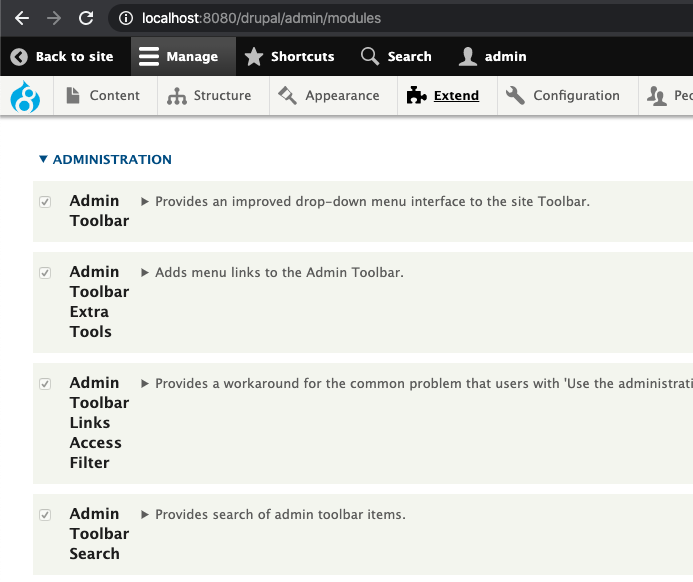 localhost:8080/drupal/admin/modules
Back to site Manage Shortcuts Search admin
Content Structure Appearance Extend Configuration Peo
ADMINISTRATION
Admin Provides an improved drop-down menu interface to the site Toolbar.
Toolbar
Admin Adds menu links to the Admin Toolbar.
Toolbar
Extra
Tools
Admin Provides a workaround for the common problem that users with 'Use the administrati
Toolbar
Links
Access
Filter
Admin Provides search of admin toolbar items.
Toolbar
Search